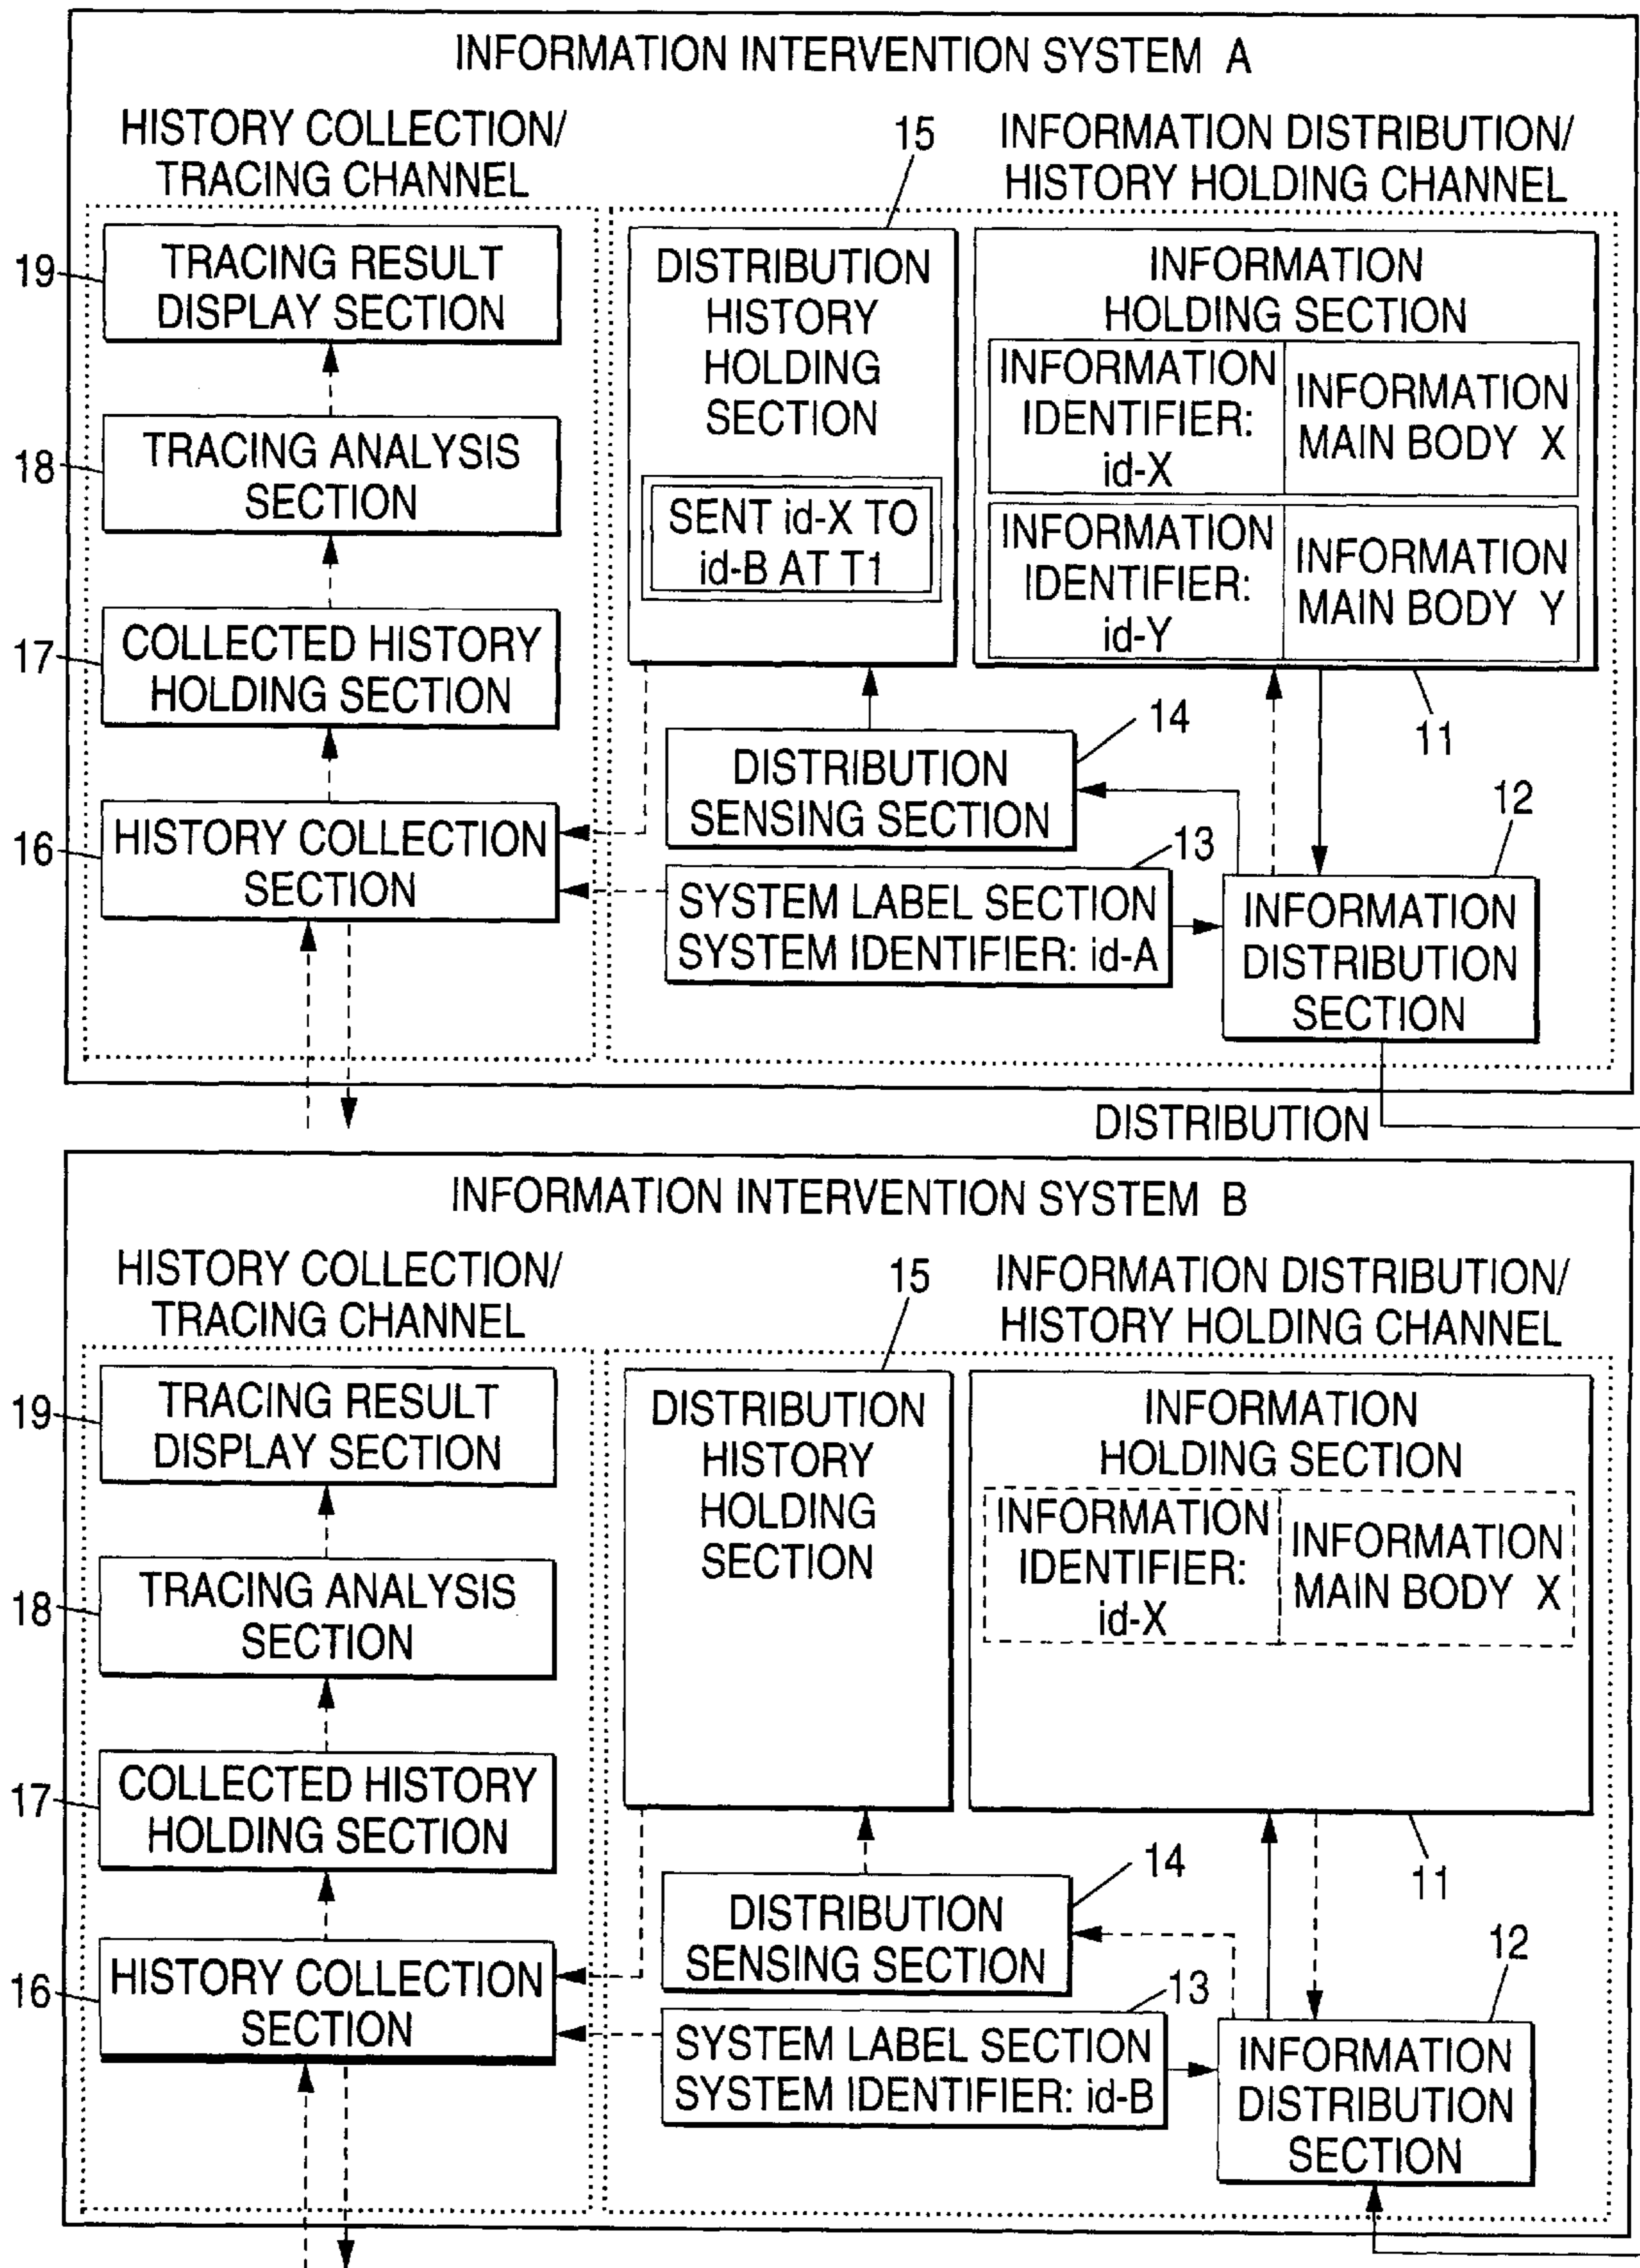 INFORMATION INTERVENTION SYSTEM A
HISTORY COLLECTION/
TRACING CHANNEL
15
INFORMATION DISTRIBUTION/
HISTORY HOLDING CHANNEL
19
TRACING RESULT
DISPLAY SECTION
18
TRACING ANALYSIS
SECTION
17
COLLECTED HISTORY
HOLDING SECTION
16
HISTORY COLLECTION
SECTION
DISTRIBUTION
HISTORY
HOLDING
SECTION
SENT id-X TO
id-B AT T1
INFORMATION
HOLDING SECTION
INFORMATION
IDENTIFIER:
id-X
INFORMATION
MAIN BODY X
INFORMATION
IDENTIFIER:
id-Y
INFORMATION
MAIN BODY Y
11
14
DISTRIBUTION
SENSING SECTION
13
SYSTEM LABEL SECTION
SYSTEM IDENTIFIER: id-A
12
INFORMATION
DISTRIBUTION
SECTION
DISTRIBUTION
INFORMATION INTERVENTION SYSTEM B
HISTORY COLLECTION/
TRACING CHANNEL
15
INFORMATION DISTRIBUTION/
HISTORY HOLDING CHANNEL
19
TRACING RESULT
DISPLAY SECTION
18
TRACING ANALYSIS
SECTION
17
COLLECTED HISTORY
HOLDING SECTION
16
HISTORY COLLECTION
SECTION
DISTRIBUTION
HISTORY
HOLDING
SECTION
INFORMATION
HOLDING SECTION
INFORMATION
IDENTIFIER:
id-X
INFORMATION
MAIN BODY X
11
14
DISTRIBUTION
SENSING SECTION
13
SYSTEM LABEL SECTION
SYSTEM IDENTIFIER: id-B
12
INFORMATION
DISTRIBUTION
SECTION